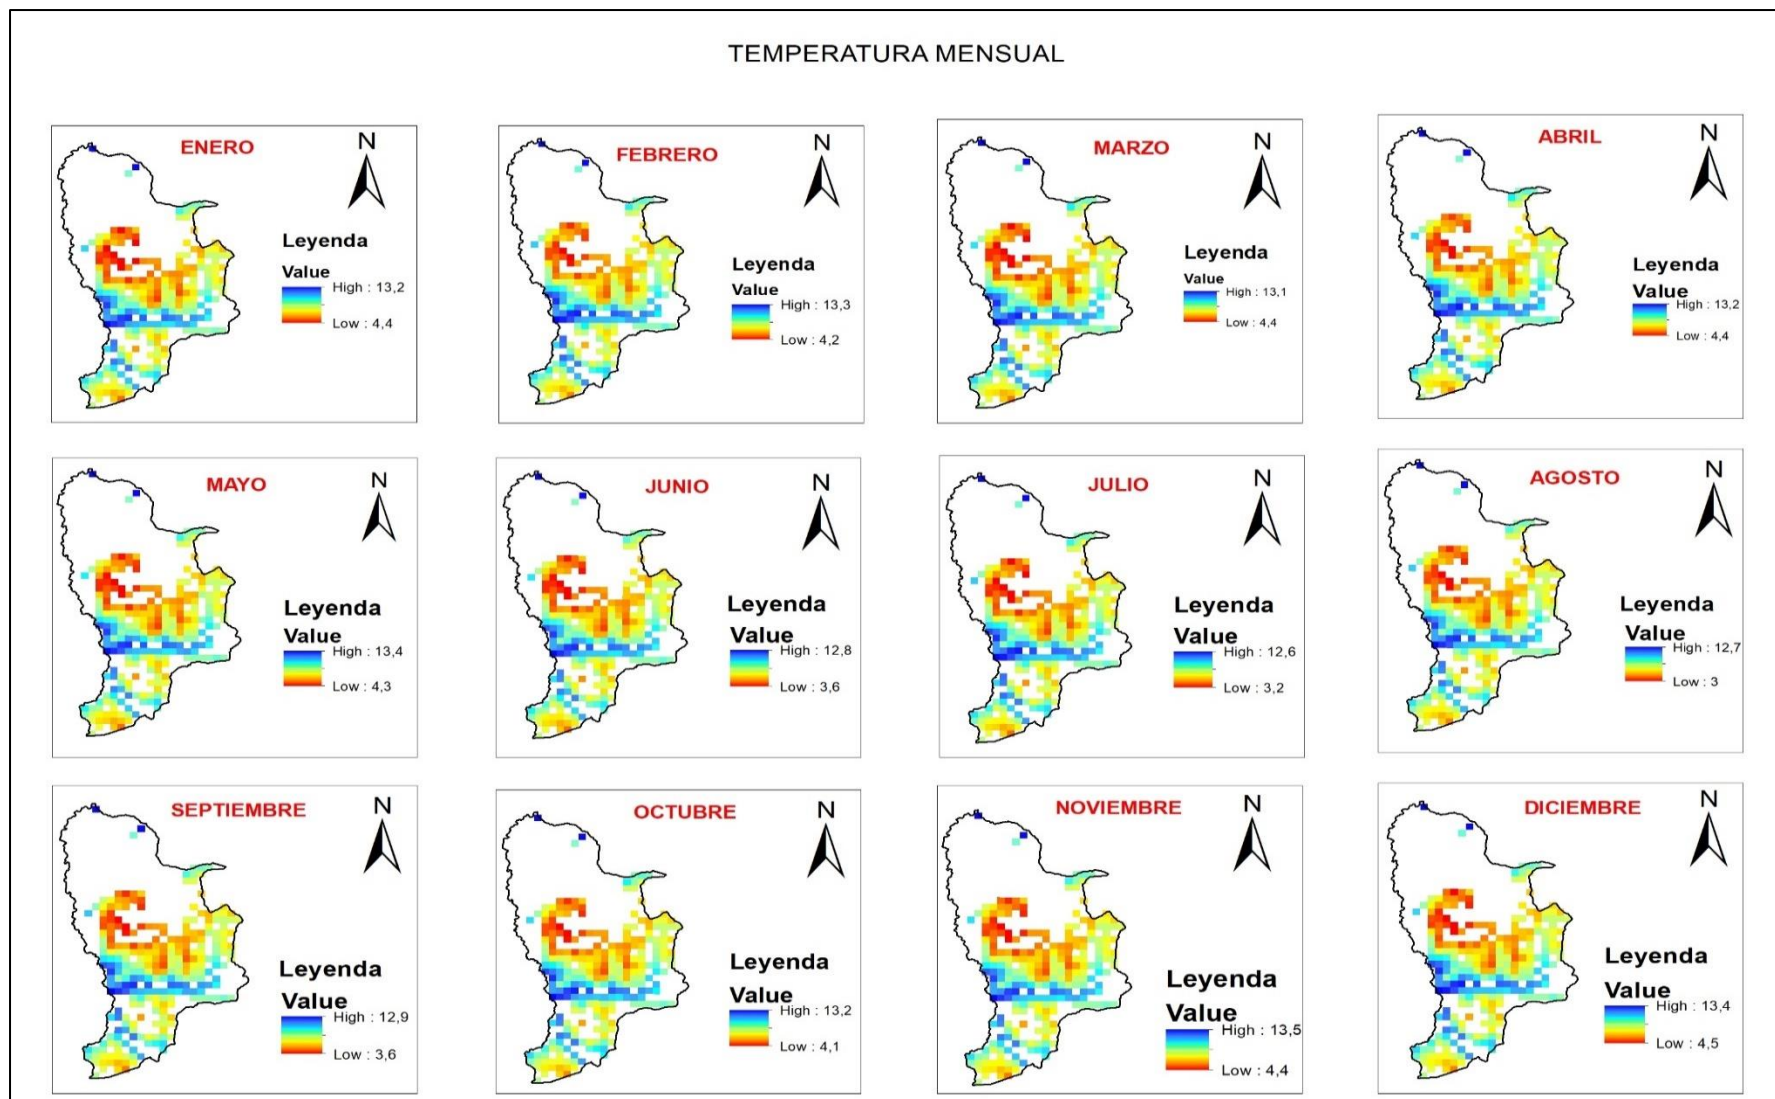 TEMPERATURA MENSUAL
ENERO
N
Leyenda
Value
High : 13,2
Low : 4,4
FEBRERO
N
Leyenda
Value
High : 13,3
Low : 4,2
MARZO
N
Leyenda
Value
High : 13,1
Low : 4,4
ABRIL
N
Leyenda
Value
High : 13,2
Low : 4,4
MAYO
N
Leyenda
Value
High : 13,4
Low : 4,3
JUNIO
N
Leyenda
Value
High : 12,8
Low : 3,6
JULIO
N
Leyenda
Value
High : 12,6
Low : 3,2
AGOSTO
N
Leyenda
Value
High : 12,7
Low : 3
SEPTIEMBRE
N
Leyenda
Value
High : 12,9
Low : 3,6
OCTUBRE
N
Leyenda
Value
High : 13,2
Low : 4,1
NOVIEMBRE
N
Leyenda
Value
High : 13,5
Low : 4,4
DICIEMBRE
N
Leyenda
Value
High : 13,4
Low : 4,5